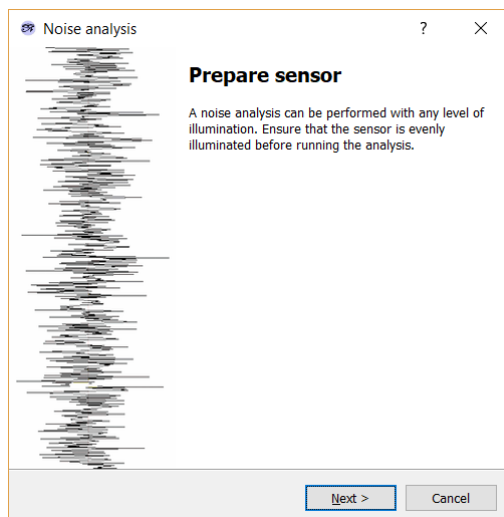 Noise analysis
Prepare sensor
A noise analysis can be performed with any level of
illumination. Ensure that the sensor is evenly
illuminated before running the analysis.
Next >
Cancel